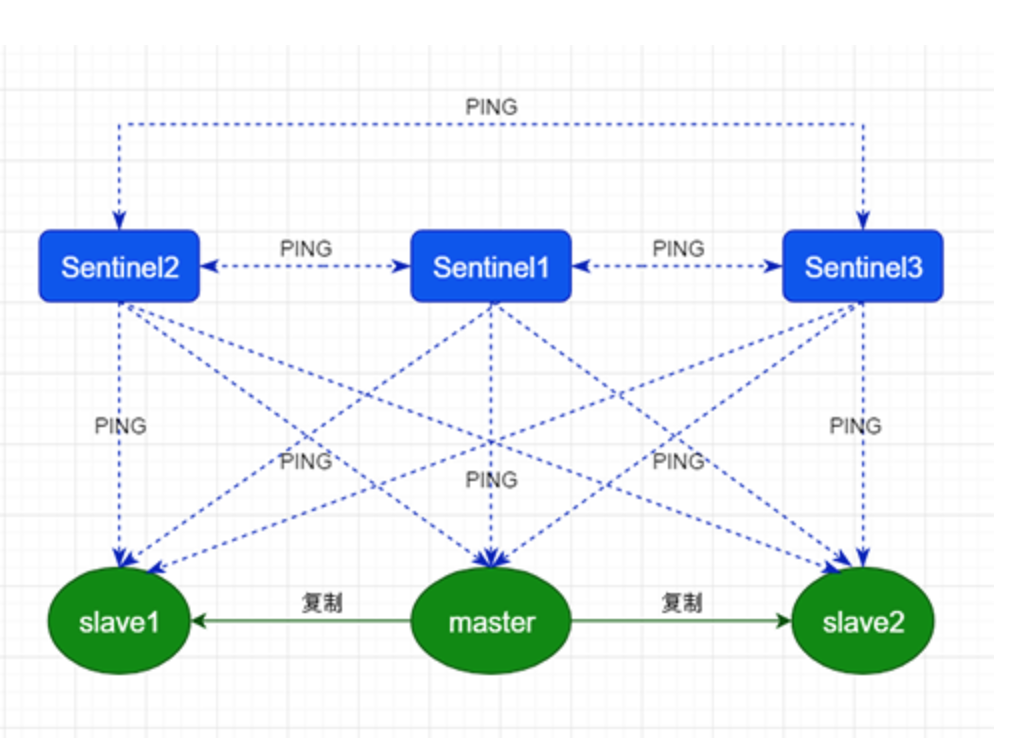 PING
Sentinel2
PING
Sentinel1
PING
Sentinel3
PING
PING
PING
PING
PING
slave1
复制
master
复制
slave2